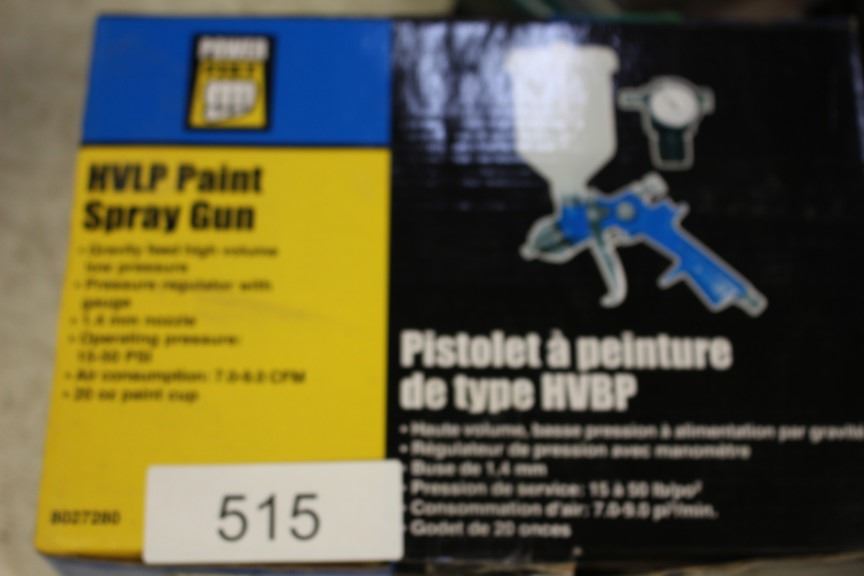 POWER
FIST
HVLP Paint
Spray Gun
• Gravity feed high volume
low pressure
• Pressure regulator with
gauge
• 1.4 mm nozzle
• Operating pressure:
15-50 PSI
• Air consumption: 7.0-9.0 CFM
• 20 oz paint cup
8027280
515
Pistolet à peinture
de type HVBP
• Haute volume, basse pression à alimentation par gravité
• Régulateur de pression avec manomètre
• Buse de 1,4 mm
• Pression de service: 15 à 50 lb/po²
• Consommation d'air: 7.0-9.0 pi³/min.
• Godet de 20 onces